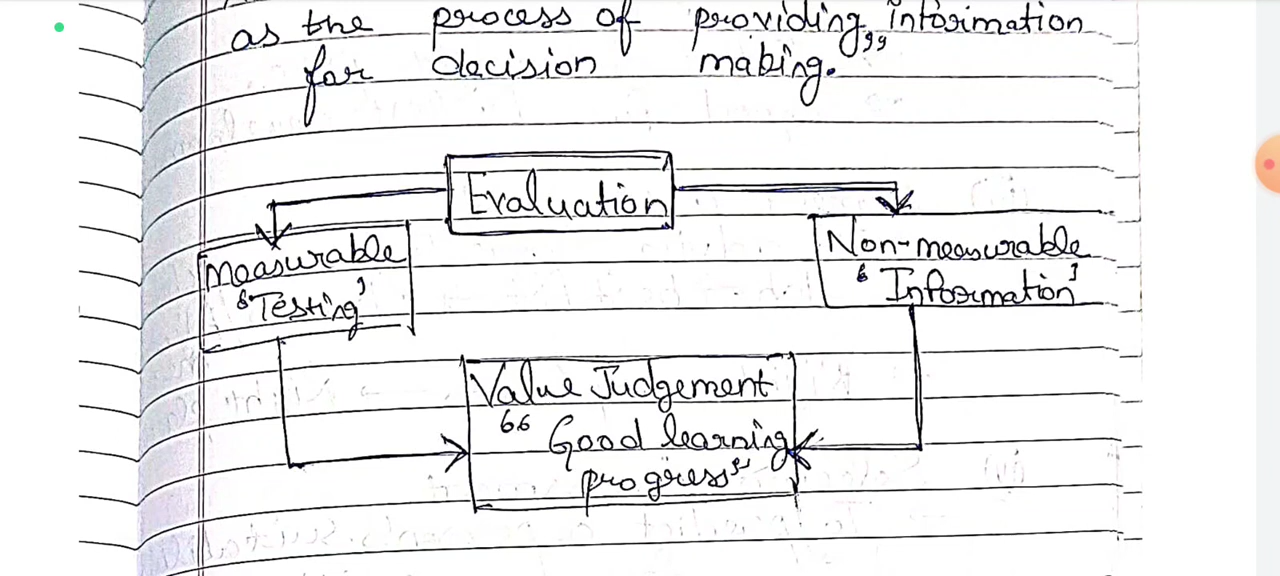 as the process of providing information
for decision making.”
Evaluation
Measurable
‘Testing’
Non-measurable
‘Information’
Value Judgement
“Good learning
progress”